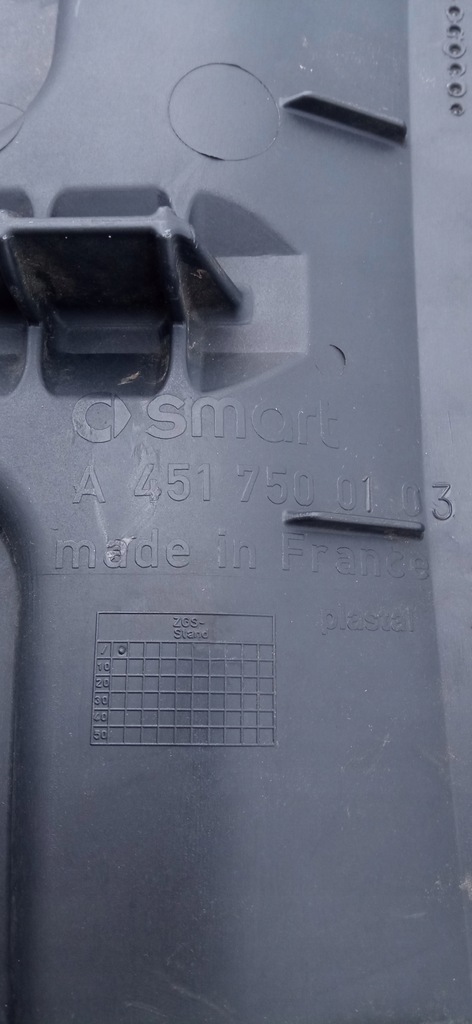 smart
A 451 750 01 03
made in France
plastal
ZGS-
Stand
/
10
20
30
40
50